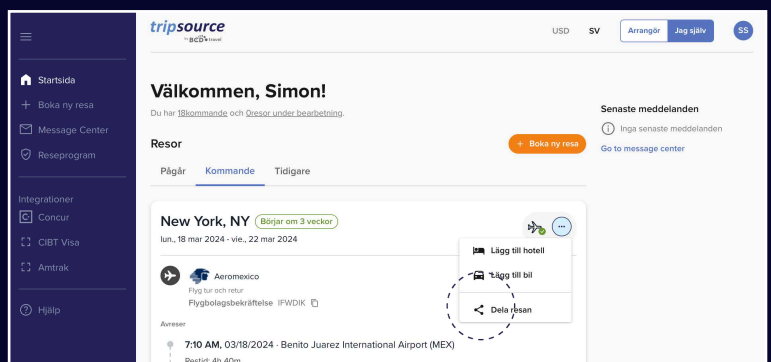 tripsource
by BCD travel
USD
SV
Arrangör
Jag själv
SS
Startsida
Boka ny resa
Message Center
Reseprogram
Integrationer
Concur
CIBT Visa
Amtrak
Hjälp
Välkommen, Simon!
Du har 18kommande och 0resor under bearbetning.
Resor
+ Boka ny resa
Pågår
Kommande
Tidigare
New York, NY
Börjar om 3 veckor
lun., 18 mar 2024 - vie., 22 mar 2024
Aeromexico
Flyg tur och retur
Flygbolagsbekräftelse IFWDIK
Avreser
7:10 AM, 03/18/2024 - Benito Juarez International Airport (MEX)
Restid: 4h 40m
Lägg till hotell
Lägg till bil
Dela resan
Senaste meddelanden
Inga senaste meddelanden
Go to message center